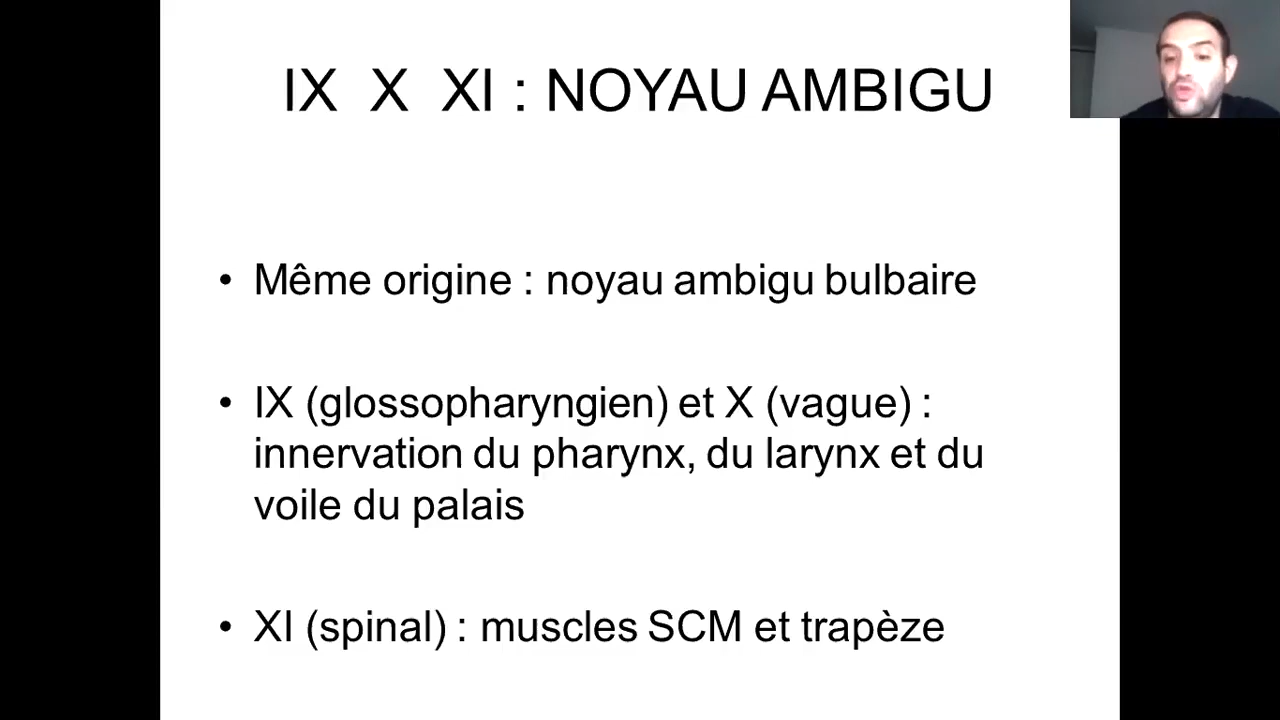 IX X XI : NOYAU AMBIGU
• Même origine : noyau ambigu bulbaire
• IX (glossopharyngien) et X (vague) :
innervation du pharynx, du larynx et du
voile du palais
• XI (spinal) : muscles SCM et trapèze